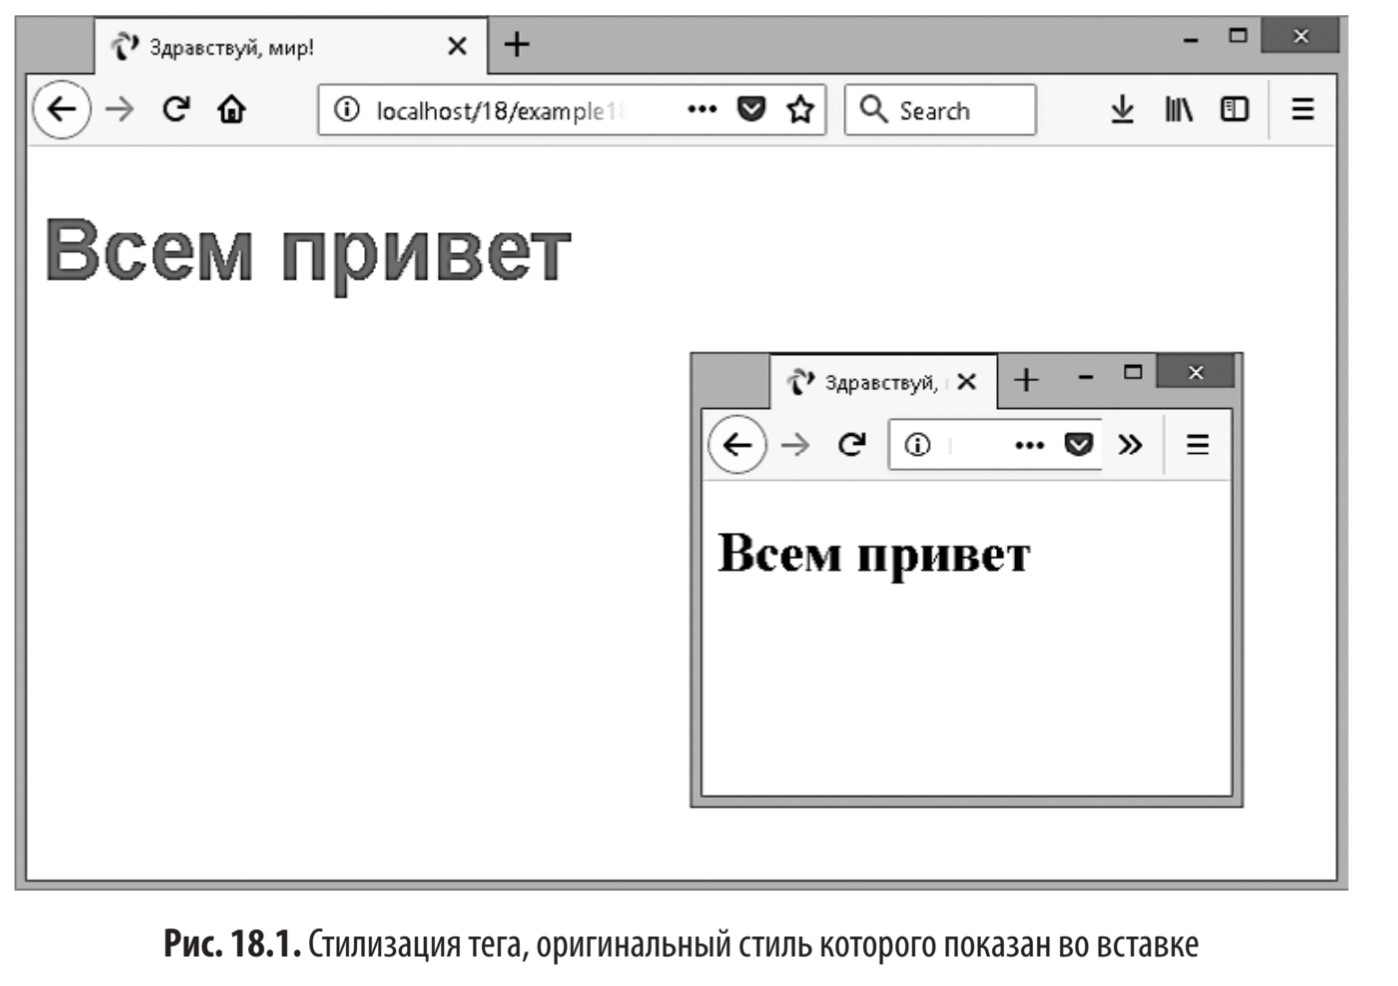 Здравствуй, мир!
localhost/18/example18
Search
Всем привет
Здравствуй,
Всем привет
Рис. 18.1. Стилизация тега, оригинальный стиль которого показан во вставке